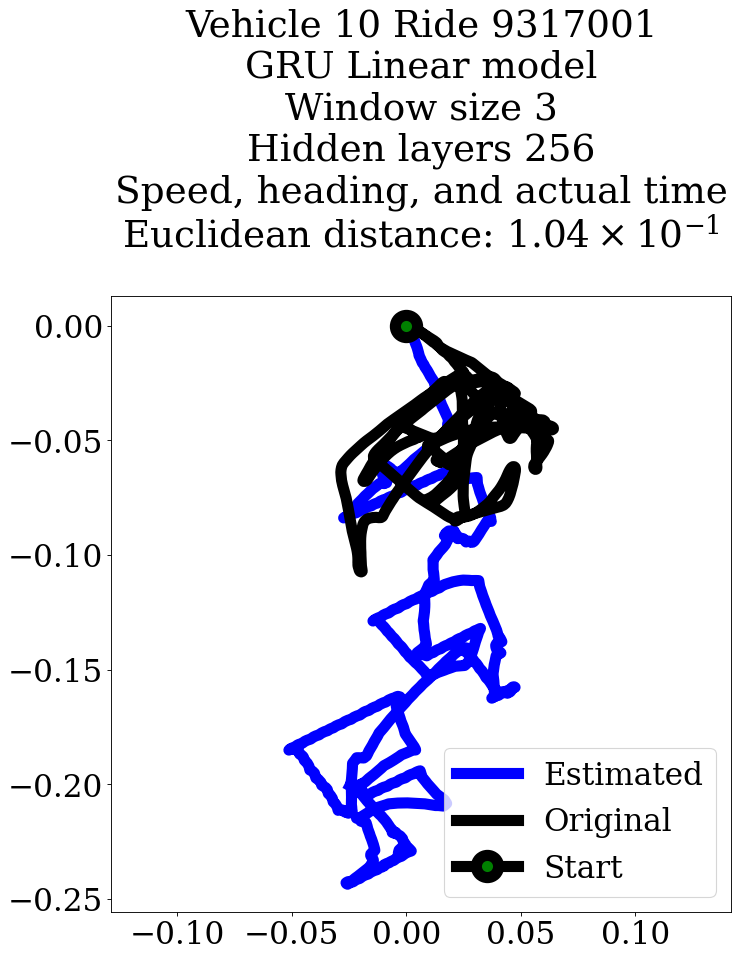 Vehicle 10 Ride 9317001
GRU Linear model
Window size 3
Hidden layers 256
Speed, heading, and actual time
Euclidean distance: 1.04 × 10⁻¹
0.00
−0.05
−0.10
−0.15
−0.20
−0.25
Estimated
Original
Start
−0.10 −0.05 0.00 0.05 0.10